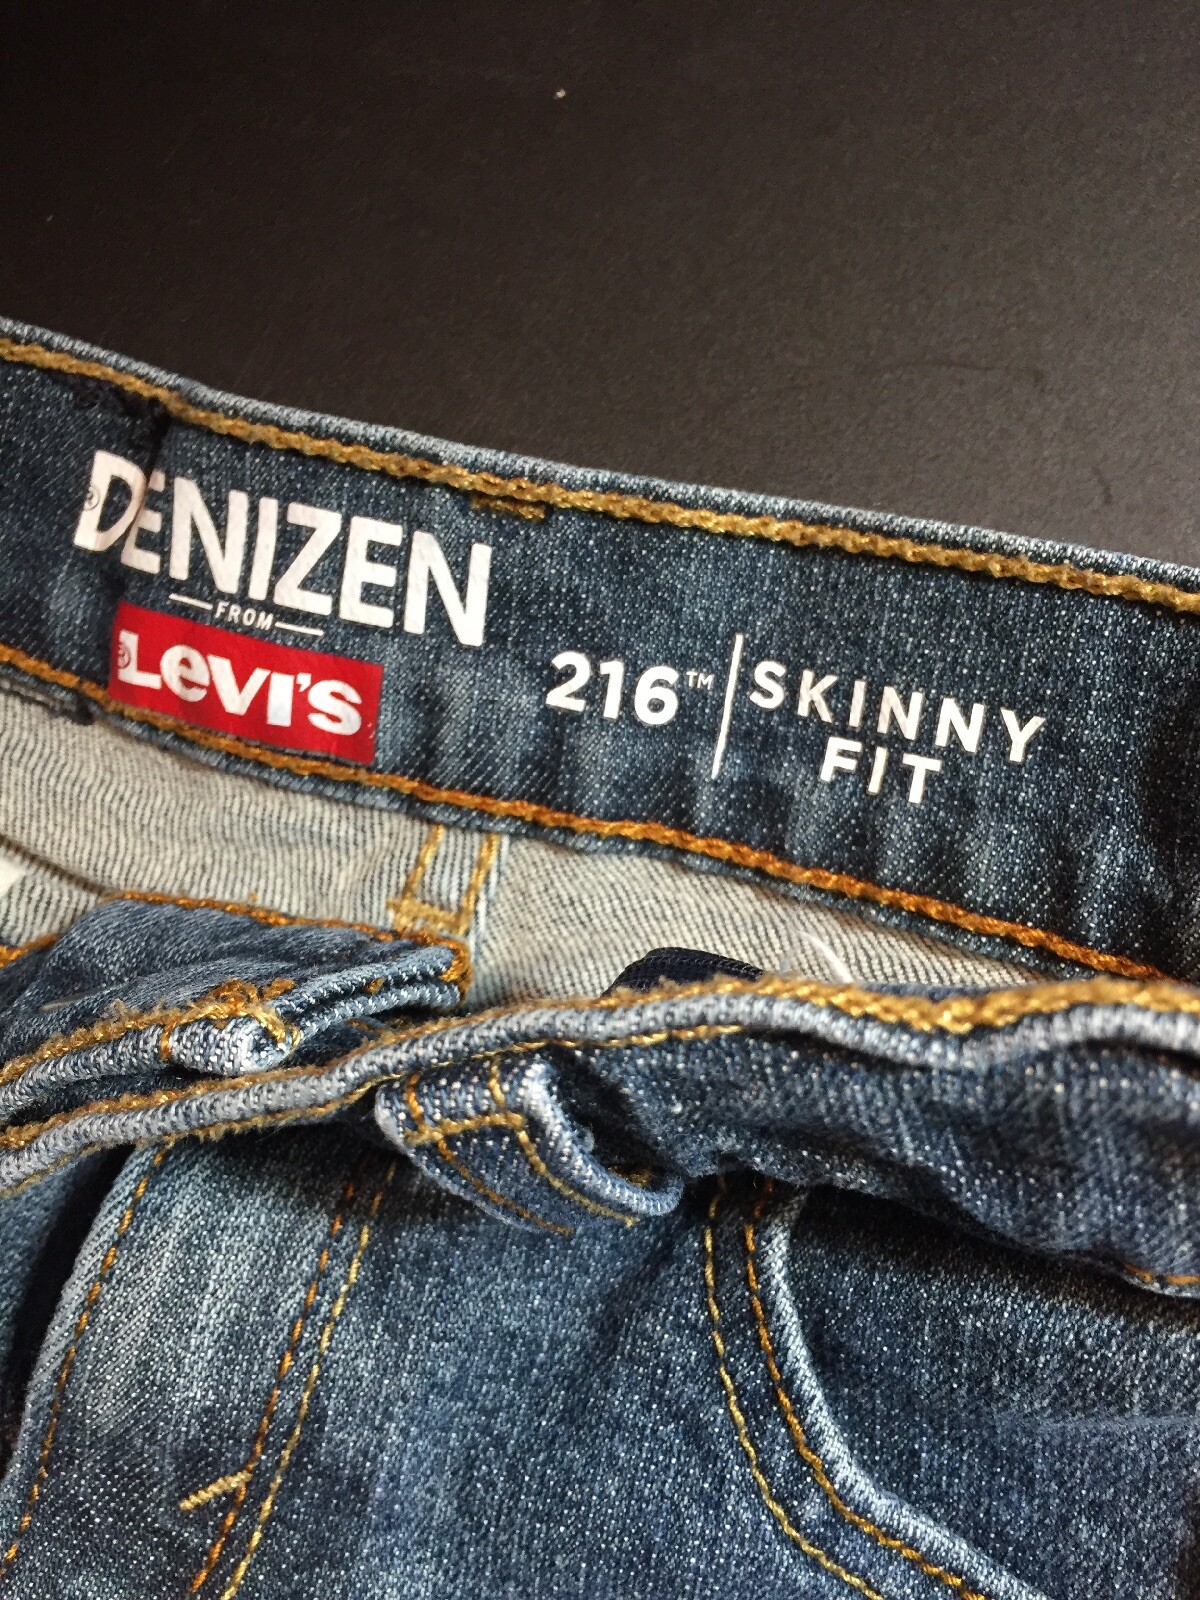 DENIZEN®
FROM
Levi's®
216™
SKINNY
FIT